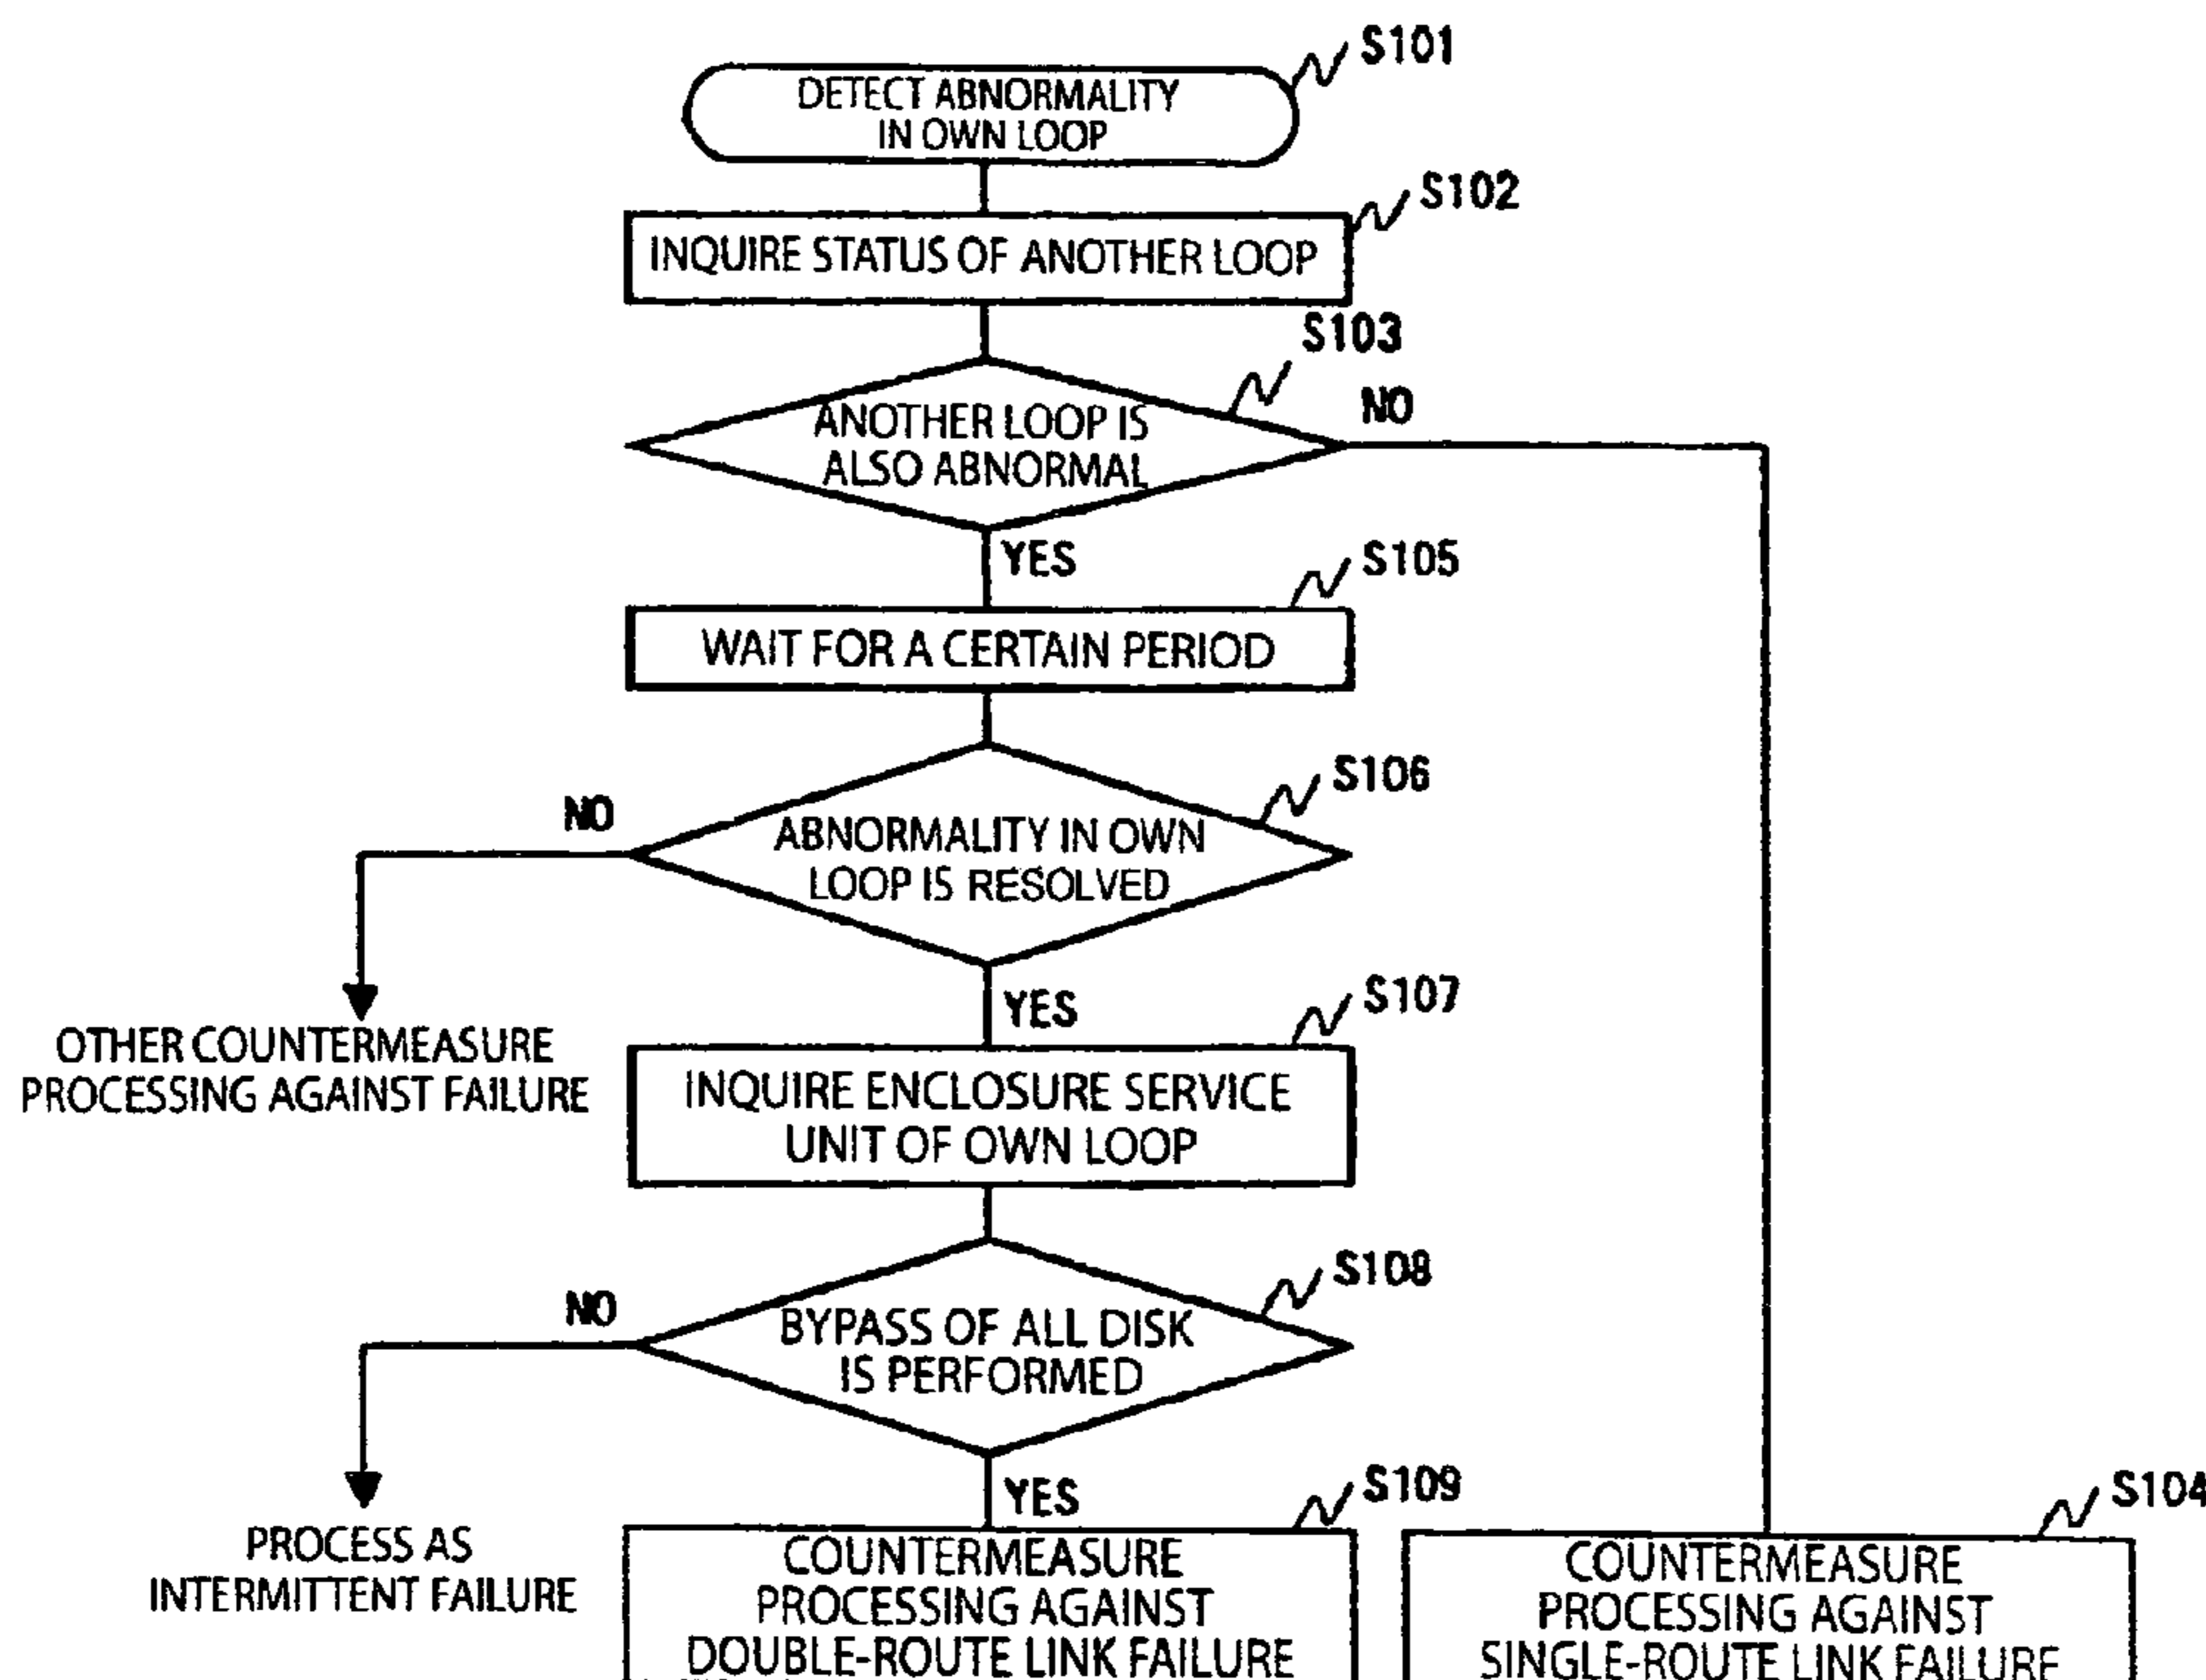 S101
DETECT ABNORMALITY
IN OWN LOOP
S102
INQUIRE STATUS OF ANOTHER LOOP
S103
NO
ANOTHER LOOP IS
ALSO ABNORMAL
YES
S105
WAIT FOR A CERTAIN PERIOD
S106
NO
ABNORMALITY IN OWN
LOOP IS RESOLVED
YES
S107
OTHER COUNTERMEASURE
PROCESSING AGAINST FAILURE
INQUIRE ENCLOSURE SERVICE
UNIT OF OWN LOOP
S108
NO
BYPASS OF ALL DISK
IS PERFORMED
YES
S109
S104
PROCESS AS
INTERMITTENT FAILURE
COUNTERMEASURE
PROCESSING AGAINST
DOUBLE-ROUTE LINK FAILURE
COUNTERMEASURE
PROCESSING AGAINST
SINGLE-ROUTE LINK FAILURE